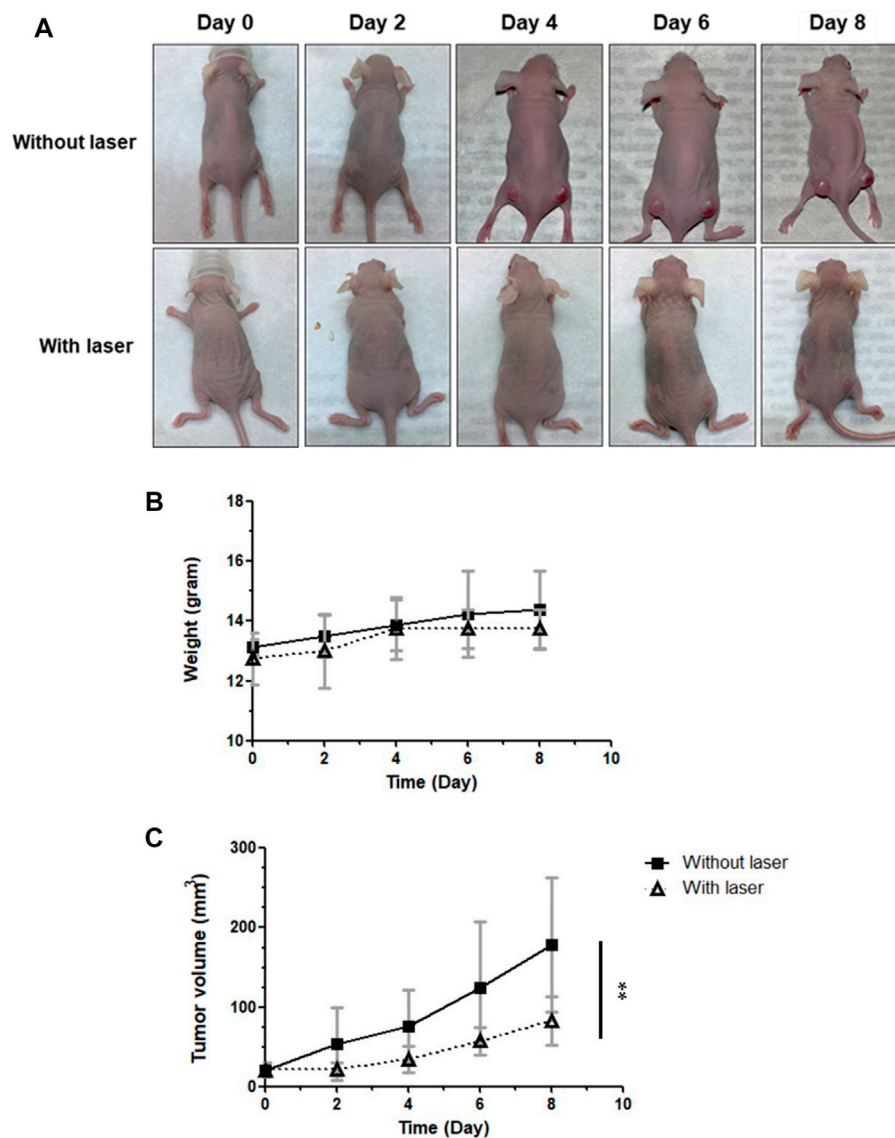 A
Day 0
Day 2
Day 4
Day 6
Day 8
Without laser
With laser
B
18
16
14
12
10
Weight (gram)
0
2
4
6
8
10
Time (Day)
C
300
200
100
0
Tumor volume (mm³)
0
2
4
6
8
10
Time (Day)
Without laser
With laser
**